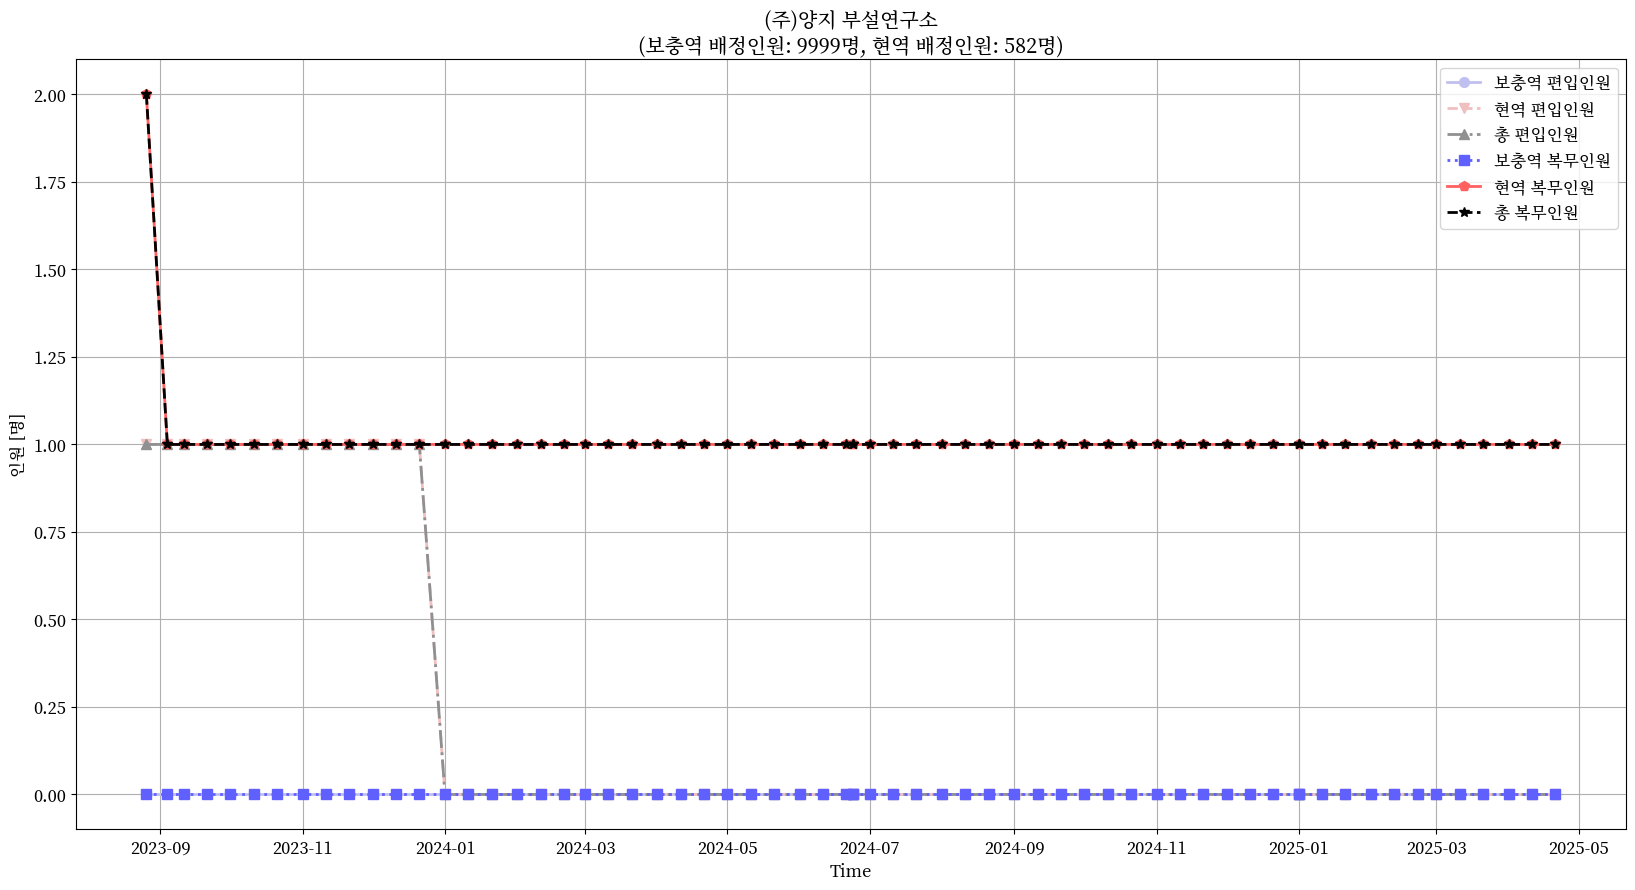 (주)양지 부설연구소
(보충역 배정인원: 9999명, 현역 배정인원: 582명)
보충역 편입인원
현역 편입인원
총 편입인원
보충역 복무인원
현역 복무인원
총 복무인원
2.00
1.75
1.50
1.25
1.00
0.75
0.50
0.25
0.00
인원 [명]
2023-09
2023-11
2024-01
2024-03
2024-05
2024-07
2024-09
2024-11
2025-01
2025-03
2025-05
Time